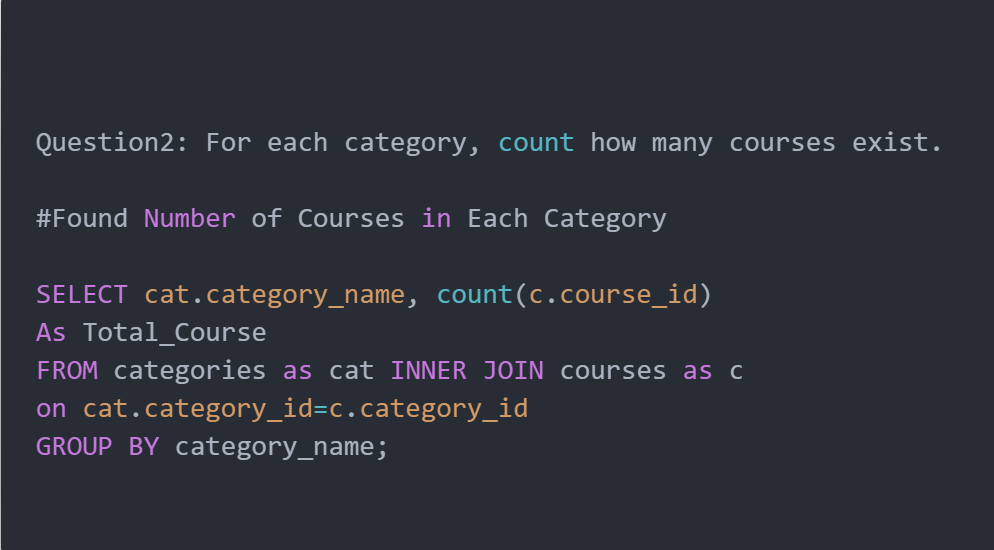 Question2: For each category, count how many courses exist.
#Found Number of Courses in Each Category
SELECT cat.category_name, count(c.course_id)
As Total_Course
FROM categories as cat INNER JOIN courses as c
on cat.category_id=c.category_id
GROUP BY category_name;